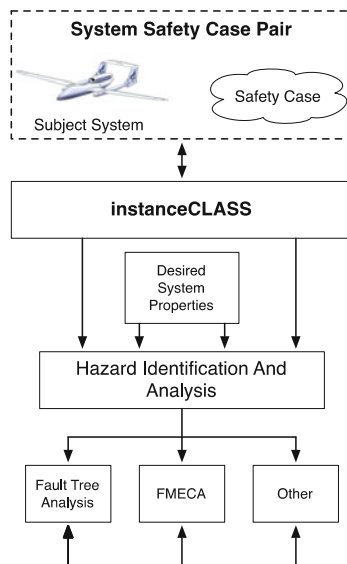 System Safety Case Pair
Subject System
Safety Case
instanceCLASS
Desired
System
Properties
Hazard Identification And
Analysis
Fault Tree
Analysis
FMECA
Other